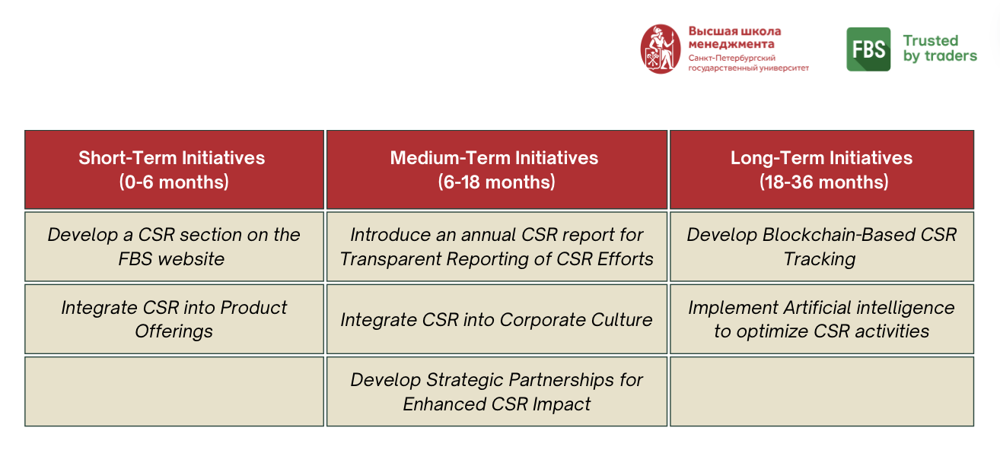 Высшая школа
менеджмента
Санкт-Петербургский
государственный университет
FBS
Trusted
by traders
Short-Term Initiatives
(0-6 months)
Medium-Term Initiatives
(6-18 months)
Long-Term Initiatives
(18-36 months)
Develop a CSR section on the
FBS website
Introduce an annual CSR report for
Transparent Reporting of CSR Efforts
Develop Blockchain-Based CSR
Tracking
Integrate CSR into Product
Offerings
Integrate CSR into Corporate Culture
Implement Artificial intelligence
to optimize CSR activities
Develop Strategic Partnerships for
Enhanced CSR Impact